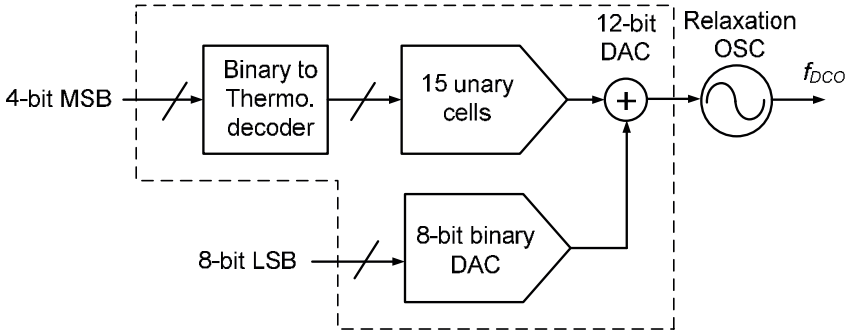 12-bit
DAC
Relaxation
OSC
4-bit MSB
Binary to
Thermo.
decoder
15 unary
cells
+
fDCO
8-bit LSB
8-bit binary
DAC